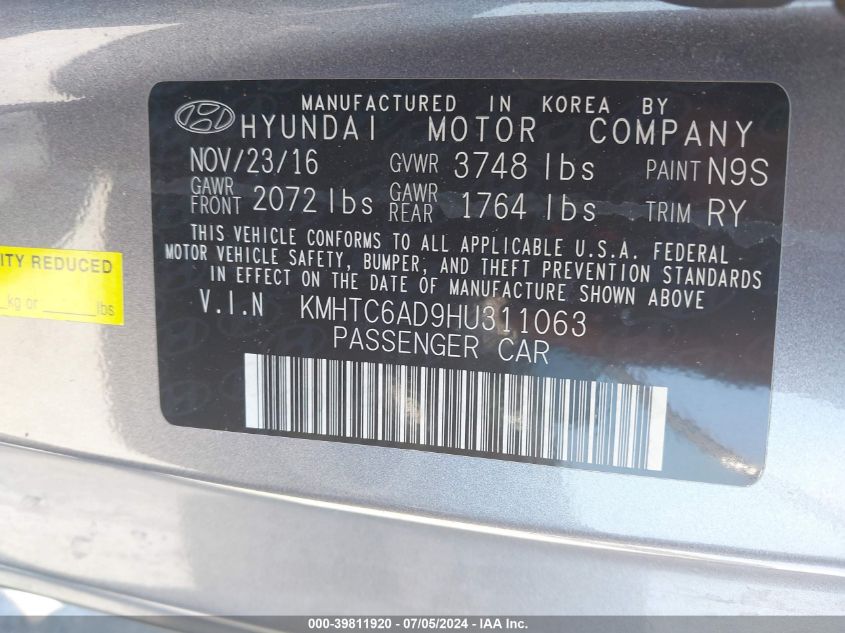 MANUFACTURED IN KOREA BY
HYUNDAI MOTOR COMPANY
NOV/23/16 GVWR 3748 lbs PAINT N9S
GAWR FRONT 2072 lbs GAWR REAR 1764 lbs TRIM RY
THIS VEHICLE CONFORMS TO ALL APPLICABLE U.S.A. FEDERAL
MOTOR VEHICLE SAFETY, BUMPER, AND THEFT PREVENTION STANDARDS
IN EFFECT ON THE DATE OF MANUFACTURE SHOWN ABOVE
V.I.N KMHTC6AD9HU311063
PASSENGER CAR
ITY REDUCED
kg or lbs
000-39811920 - 07/05/2024 - IAA Inc.